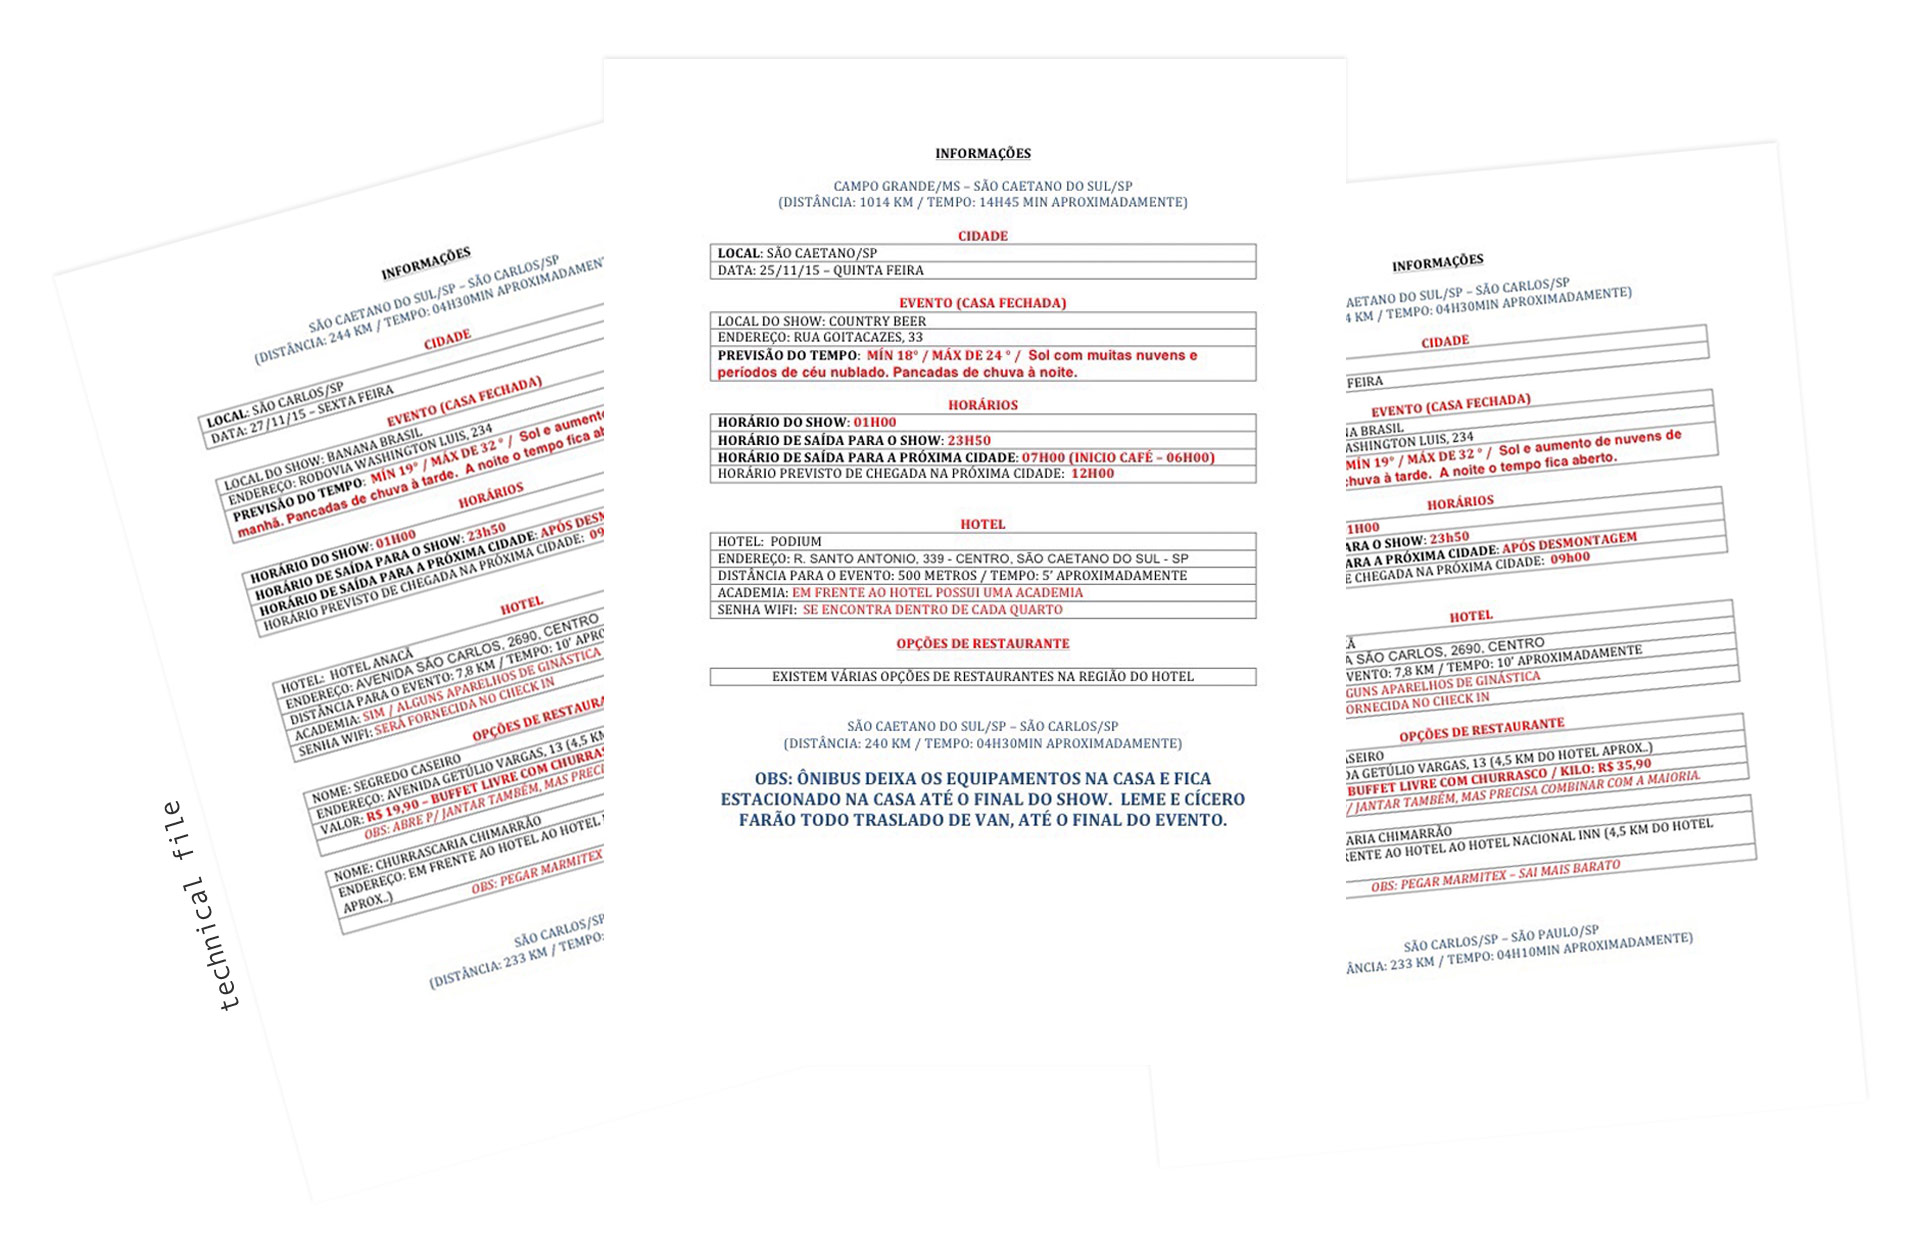 INFORMAÇÕES
SÃO CAETANO DO SUL/SP – SÃO CARLOS/SP
(DISTÂNCIA: 244 KM / TEMPO: 04H30MIN APROXIMADAMEN
CIDADE
LOCAL: SÃO CARLOS/SP
DATA: 27/11/15 – SEXTA FEIRA
EVENTO (CASA FECHADA)
LOCAL DO SHOW: BANANA BRASIL
ENDEREÇO: RODOVIA WASHINGTON LUIS, 234
PREVISÃO DO TEMPO: MÍN 19° / MÁX DE 32 ° / Sol e aumento
manhã. Pancadas de chuva à tarde. A noite o tempo fica ab
HORÁRIOS
HORÁRIO DO SHOW: 01H00
HORÁRIO DE SAÍDA PARA O SHOW: 23h50
HORÁRIO DE SAÍDA PARA A PRÓXIMA CIDADE: APÓS DESM
HORÁRIO PREVISTO DE CHEGADA NA PRÓXIMA CIDADE: 09
HOTEL
HOTEL: HOTEL ANACÃ
ENDEREÇO: AVENIDA SÃO CARLOS, 2690, CENTRO
DISTÂNCIA PARA O EVENTO: 7,8 KM / TEMPO: 10' APRO
ACADEMIA: SIM / ALGUNS APARELHOS DE GINÁSTICA
SENHA WIFI: SERÁ FORNECIDA NO CHECK IN
OPÇÕES DE RESTAURA
NOME: SEGREDO CASEIRO
ENDEREÇO: AVENIDA GETÚLIO VARGAS, 13 (4,5 KM
VALOR: R$ 19,90 – BUFFET LIVRE COM CHURRAS
OBS: ABRE P/ JANTAR TAMBÉM, MAS PRECI
NOME: CHURRASCARIA CHIMARRÃO
ENDEREÇO: EM FRENTE AO HOTEL AO HOTEL
APROX..)
OBS: PEGAR MARMITEX
SÃO CARLOS/SP
(DISTÂNCIA: 233 KM / TEMPO:
technical file
INFORMAÇÕES
CAMPO GRANDE/MS – SÃO CAETANO DO SUL/SP
(DISTÂNCIA: 1014 KM / TEMPO: 14H45 MIN APROXIMADAMENTE)
CIDADE
LOCAL: SÃO CAETANO/SP
DATA: 25/11/15 – QUINTA FEIRA
EVENTO (CASA FECHADA)
LOCAL DO SHOW: COUNTRY BEER
ENDEREÇO: RUA GOITACAZES, 33
PREVISÃO DO TEMPO: MÍN 18° / MÁX DE 24 ° / Sol com muitas nuvens e
períodos de céu nublado. Pancadas de chuva à noite.
HORÁRIOS
HORÁRIO DO SHOW: 01H00
HORÁRIO DE SAÍDA PARA O SHOW: 23H50
HORÁRIO DE SAÍDA PARA A PRÓXIMA CIDADE: 07H00 (INICIO CAFÉ – 06H00)
HORÁRIO PREVISTO DE CHEGADA NA PRÓXIMA CIDADE: 12H00
HOTEL
HOTEL: PODIUM
ENDEREÇO: R. SANTO ANTONIO, 339 - CENTRO, SÃO CAETANO DO SUL - SP
DISTÂNCIA PARA O EVENTO: 500 METROS / TEMPO: 5' APROXIMADAMENTE
ACADEMIA: EM FRENTE AO HOTEL POSSUI UMA ACADEMIA
SENHA WIFI: SE ENCONTRA DENTRO DE CADA QUARTO
OPÇÕES DE RESTAURANTE
EXISTEM VÁRIAS OPÇÕES DE RESTAURANTES NA REGIÃO DO HOTEL
SÃO CAETANO DO SUL/SP – SÃO CARLOS/SP
(DISTÂNCIA: 240 KM / TEMPO: 04H30MIN APROXIMADAMENTE)
OBS: ÔNIBUS DEIXA OS EQUIPAMENTOS NA CASA E FICA
ESTACIONADO NA CASA ATÉ O FINAL DO SHOW. LEME E CÍCERO
FARÃO TODO TRASLADO DE VAN, ATÉ O FINAL DO EVENTO.
INFORMAÇÕES
AETANO DO SUL/SP – SÃO CARLOS/SP
4 KM / TEMPO: 04H30MIN APROXIMADAMENTE)
CIDADE
FEIRA
EVENTO (CASA FECHADA)
NA BRASIL
ASHINGTON LUIS, 234
MÍN 19° / MÁX DE 32 ° / Sol e aumento de nuvens de
chuva à tarde. A noite o tempo fica aberto.
HORÁRIOS
1H00
ARA O SHOW: 23h50
ARA A PRÓXIMA CIDADE: APÓS DESMONTAGEM
E CHEGADA NA PRÓXIMA CIDADE: 09h00
HOTEL
Ã
A SÃO CARLOS, 2690, CENTRO
VENTO: 7,8 KM / TEMPO: 10' APROXIMADAMENTE
GUNS APARELHOS DE GINÁSTICA
ORNECIDA NO CHECK IN
OPÇÕES DE RESTAURANTE
ASEIRO
DA GETÚLIO VARGAS, 13 (4,5 KM DO HOTEL APROX..)
BUFFET LIVRE COM CHURRASCO / KILO: R$ 35,90
/ JANTAR TAMBÉM, MAS PRECISA COMBINAR COM A MAIORIA.
ARIA CHIMARRÃO
RENTE AO HOTEL AO HOTEL NACIONAL INN (4,5 KM DO HOTEL
OBS: PEGAR MARMITEX – SAI MAIS BARATO
SÃO CARLOS/SP – SÃO PAULO/SP
ÂNCIA: 233 KM / TEMPO: 04H10MIN APROXIMADAMENTE)